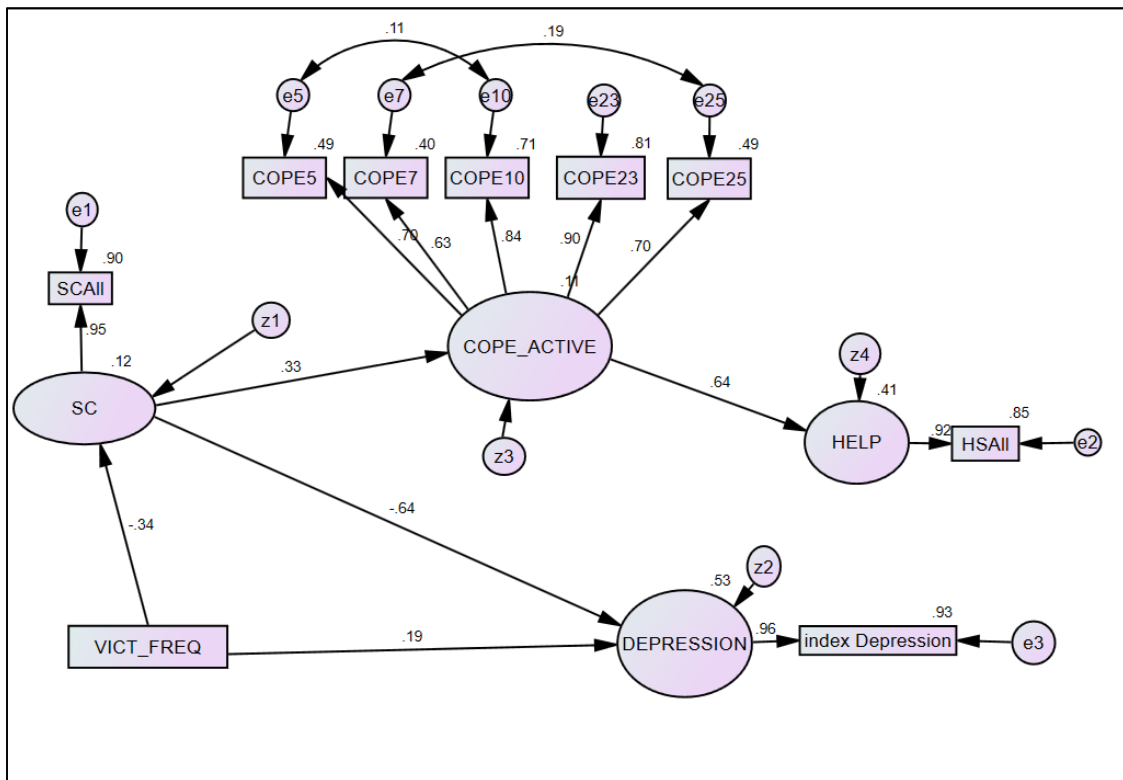 .11
.19
e5
e7
e10
e23
e25
.49
.40
.71
.81
.49
COPE5
COPE7
COPE10
COPE23
COPE25
e1
.90
SCAll
.70
.63
.84
.90
.70
.95
z1
.11
COPE_ACTIVE
.12
.33
SC
z3
.64
z4
.41
HELP
.92
.85
HSAll
e2
-.34
-.64
z2
.53
VICT_FREQ
.19
DEPRESSION
.96
.93
index Depression
e3